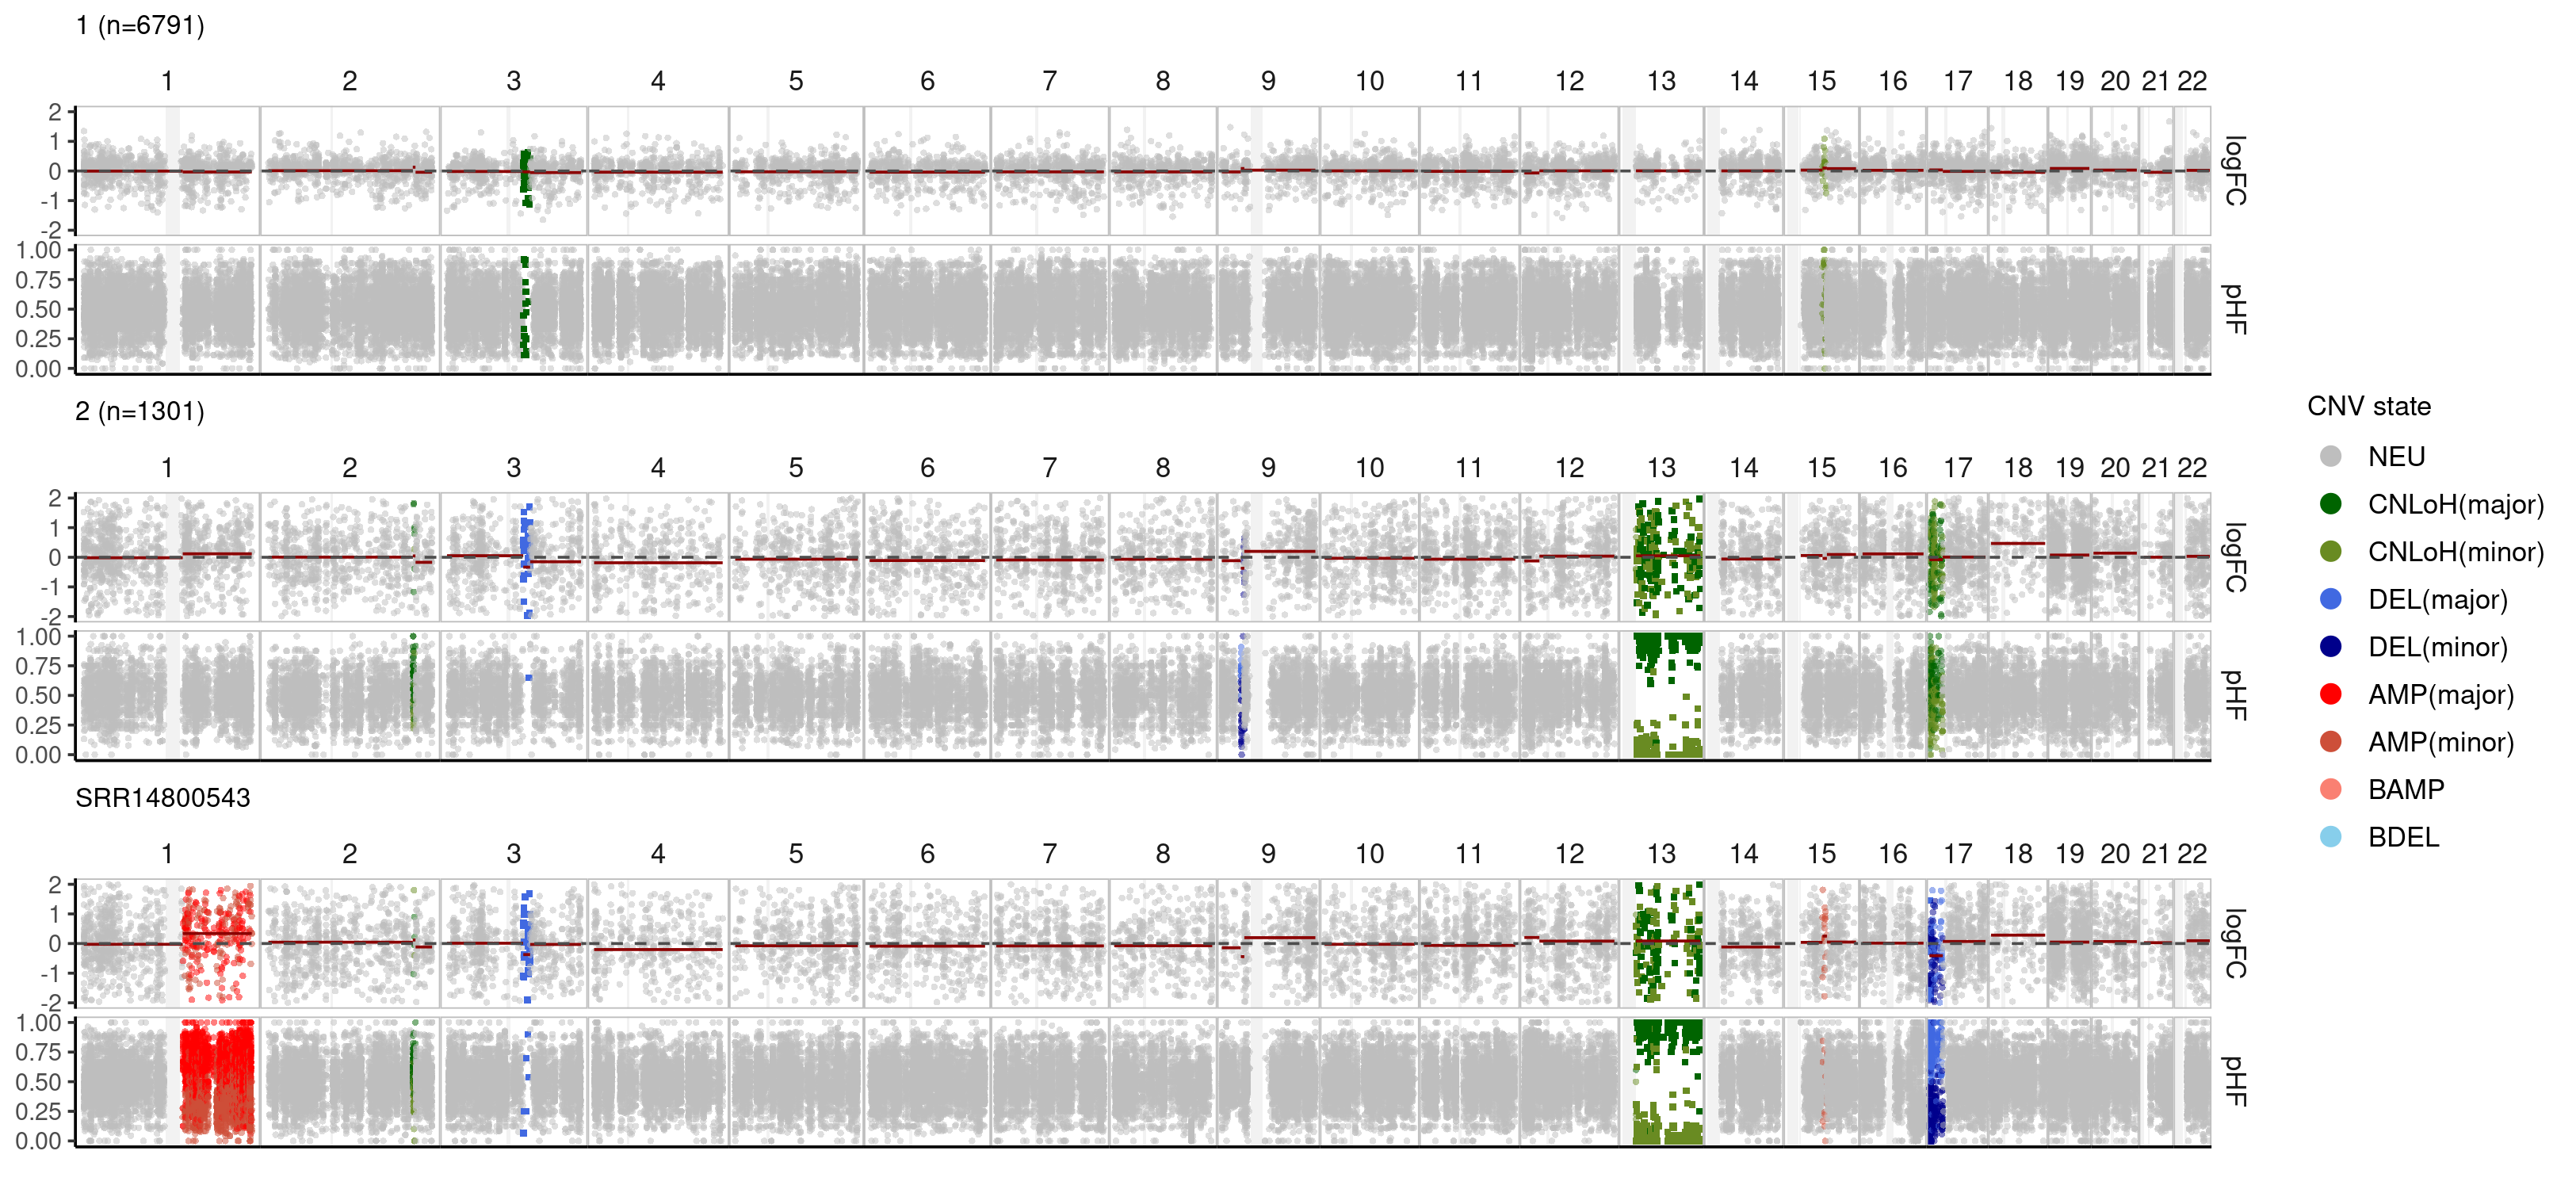 1 (n=6791)
1 2 3 4 5 6 7 8 9 10 11 12 13 14 15 16 17 18 19 20 21 22
2
1
0
-1
-2
logFC
1.00
0.75
0.50
0.25
0.00
pHF
2 (n=1301)
1 2 3 4 5 6 7 8 9 10 11 12 13 14 15 16 17 18 19 20 21 22
2
1
0
-1
-2
logFC
1.00
0.75
0.50
0.25
0.00
pHF
SRR14800543
1 2 3 4 5 6 7 8 9 10 11 12 13 14 15 16 17 18 19 20 21 22
2
1
0
-1
-2
logFC
1.00
0.75
0.50
0.25
0.00
pHF
CNV state
NEU
CNLoH(major)
CNLoH(minor)
DEL(major)
DEL(minor)
AMP(major)
AMP(minor)
BAMP
BDEL